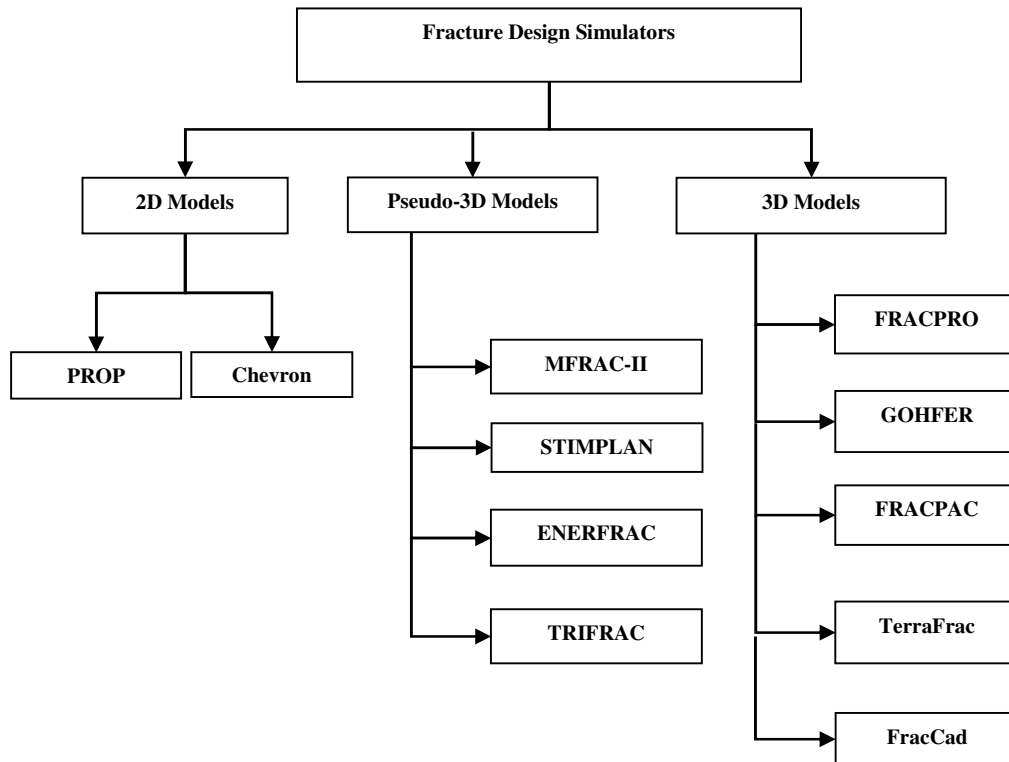 Fracture Design Simulators
2D Models
Pseudo-3D Models
3D Models
PROP
Chevron
MFRAC-II
STIMPLAN
ENERFRAC
TRIFRAC
FRACPRO
GOHFER
FRACPAC
TerraFrac
FracCad